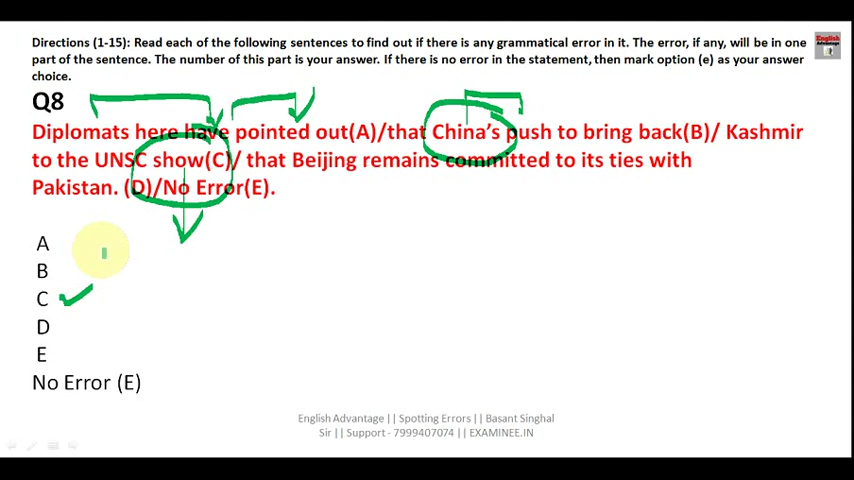 Directions (1-15): Read each of the following sentences to find out if there is any grammatical error in it. The error, if any, will be in one
part of the sentence. The number of this part is your answer. If there is no error in the statement, then mark option (e) as your answer
choice.
English
Advantage
Q8
Diplomats here have pointed out(A)/that China's push to bring back(B)/ Kashmir
to the UNSC show(C)/ that Beijing remains committed to its ties with
Pakistan. (D)/No Error(E).
A
B
C
D
E
No Error (E)
English Advantage || Spotting Errors || Basant Singhal
Sir || Support - 7999407074 || EXAMINEE.IN